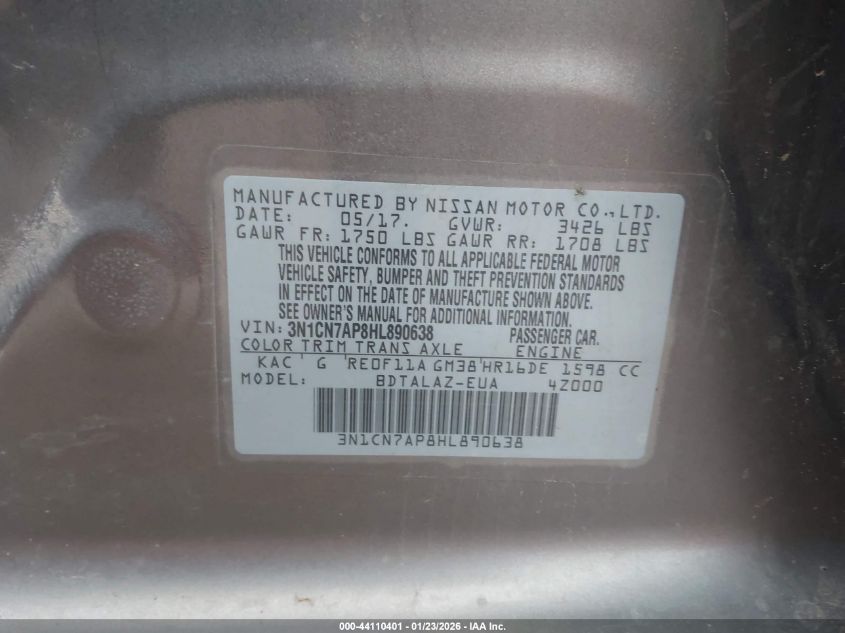 MANUFACTURED BY NISSAN MOTOR CO.,LTD.
DATE: 05/17. GVWR: 3426 LBS
GAWR FR: 1750 LBS GAWR RR: 1708 LBS
THIS VEHICLE CONFORMS TO ALL APPLICABLE FEDERAL MOTOR
VEHICLE SAFETY, BUMPER AND THEFT PREVENTION STANDARDS
IN EFFECT ON THE DATE OF MANUFACTURE SHOWN ABOVE.
SEE OWNER'S MANUAL FOR ADDITIONAL INFORMATION.
VIN: 3N1CN7AP8HL890638 PASSENGER CAR.
COLOR TRIM TRANS AXLE ENGINE
KAC ' G 'RE0F11A GM38'HR16DE 1598 CC
MODEL: BDTALAZ-EUA 4Z000
3N1CN7AP8HL890638
000-44110401 - 01/23/2026 - IAA Inc.